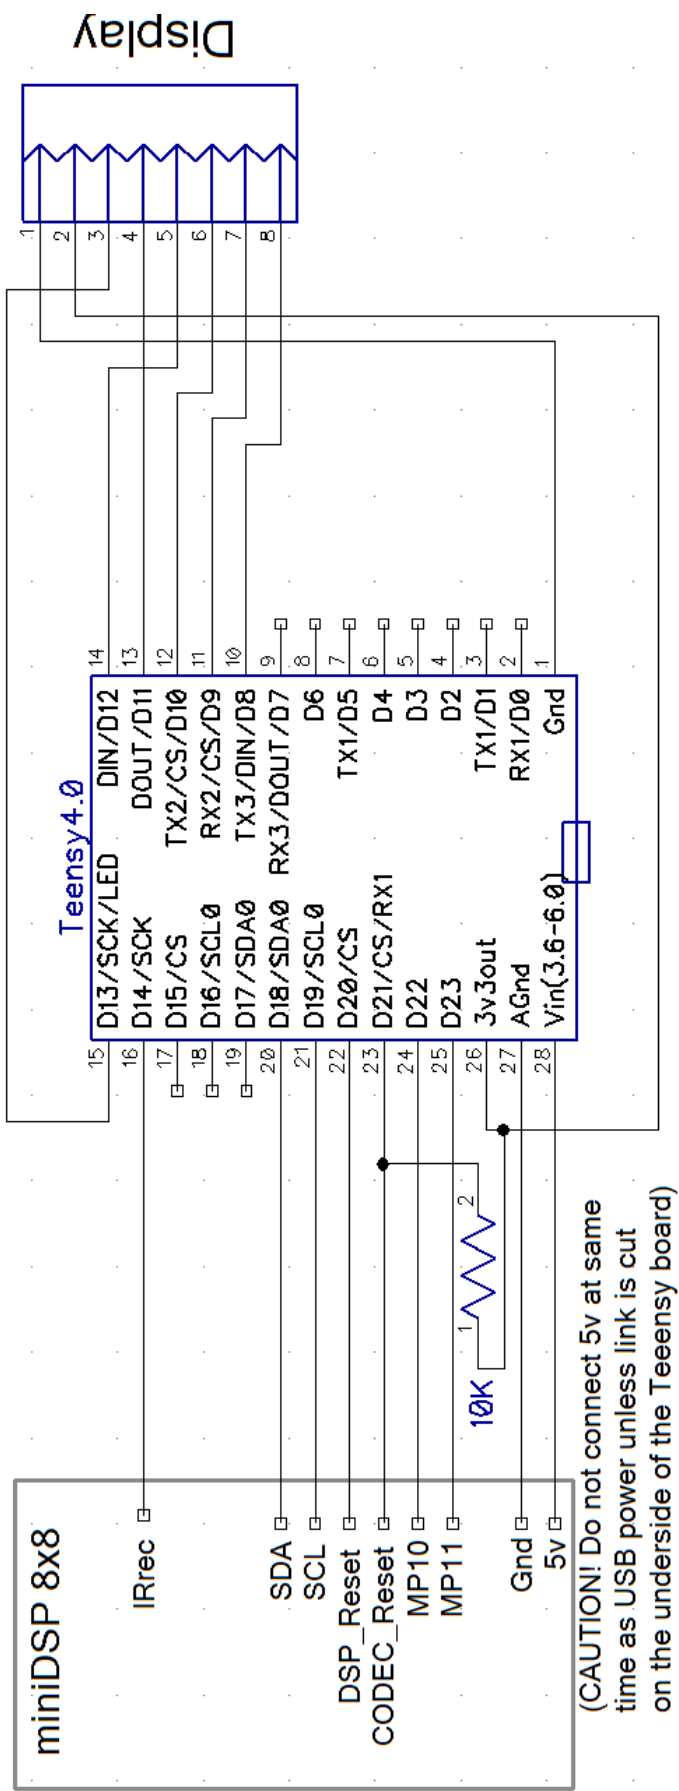 Display
1
2
3
4
5
6
7
8
Teensy4.0
14
13
12
11
10
9
8
7
6
5
4
3
2
1
DIN/D12
DOUT/D11
TX2/CS/D10
RX2/CS/D9
TX3/DIN/D8
RX3/DOUT/D7
D6
TX1/D5
D4
D3
D2
TX1/D1
RX1/D0
Gnd
D13/SCK/LED
D14/SCK
D15/CS
D16/SCL0
D17/SDA0
D18/SDA0
D19/SCL0
D20/CS
D21/CS/RX1
D22
D23
3v3out
AGnd
Vin(3.6-6.0)
15
16
17
18
19
20
21
22
23
24
25
26
27
28
2
1
10K
miniDSP 8x8
IRrec
SDA
SCL
DSP_Reset
CODEC_Reset
MP10
MP11
Gnd
5v
(CAUTION! Do not connect 5v at same
time as USB power unless link is cut
on the underside of the Teeensy board)